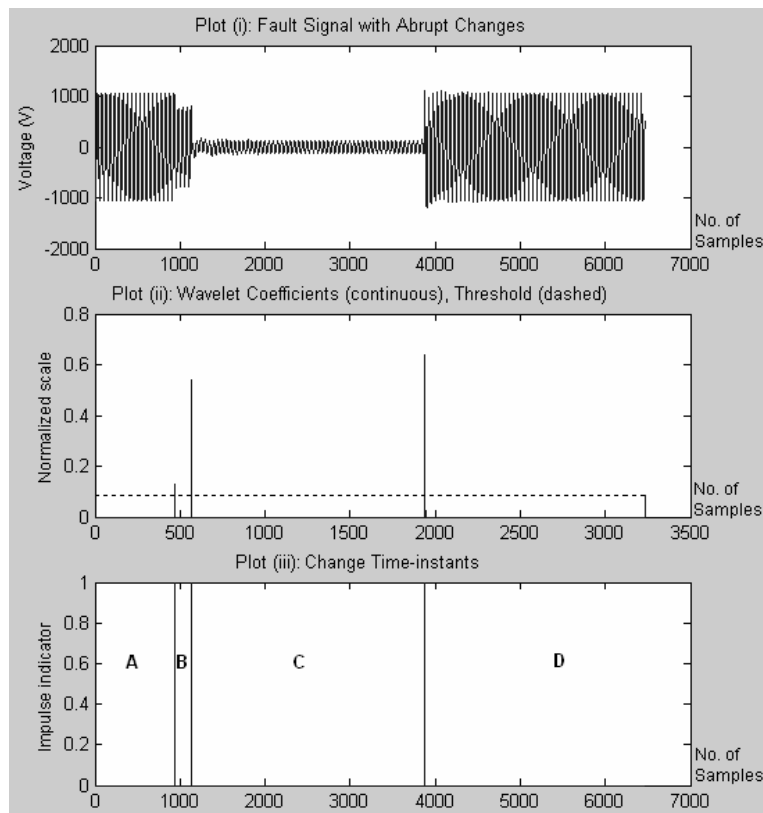 Plot (i): Fault Signal with Abrupt Changes
2000
1000
0
-1000
-2000
Voltage (V)
0 1000 2000 3000 4000 5000 6000 7000
No. of
Samples
Plot (ii): Wavelet Coefficients (continuous), Threshold (dashed)
0.8
0.6
0.4
0.2
0
Normalized scale
0 500 1000 1500 2000 2500 3000 3500
No. of
Samples
Plot (iii): Change Time-instants
1
0.8
0.6
0.4
0.2
0
Impulse indicator
A B C D
0 1000 2000 3000 4000 5000 6000 7000
No. of
Samples